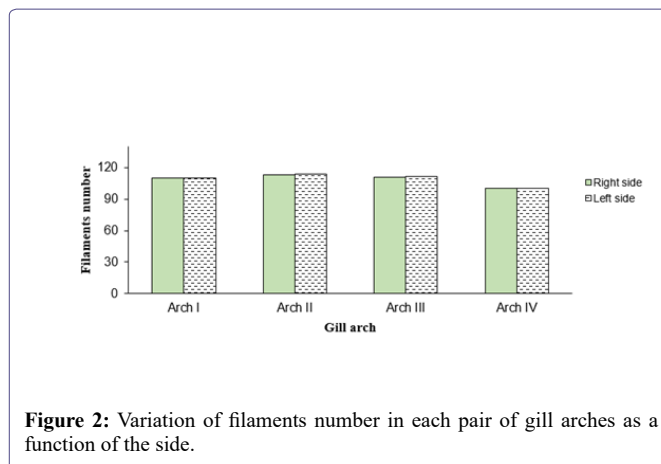 120
90
60
30
0
Filaments number
Arch I Arch II Arch III Arch IV
Gill arch
Right side
Left side
Figure 2: Variation of filaments number in each pair of gill arches as a
function of the side.